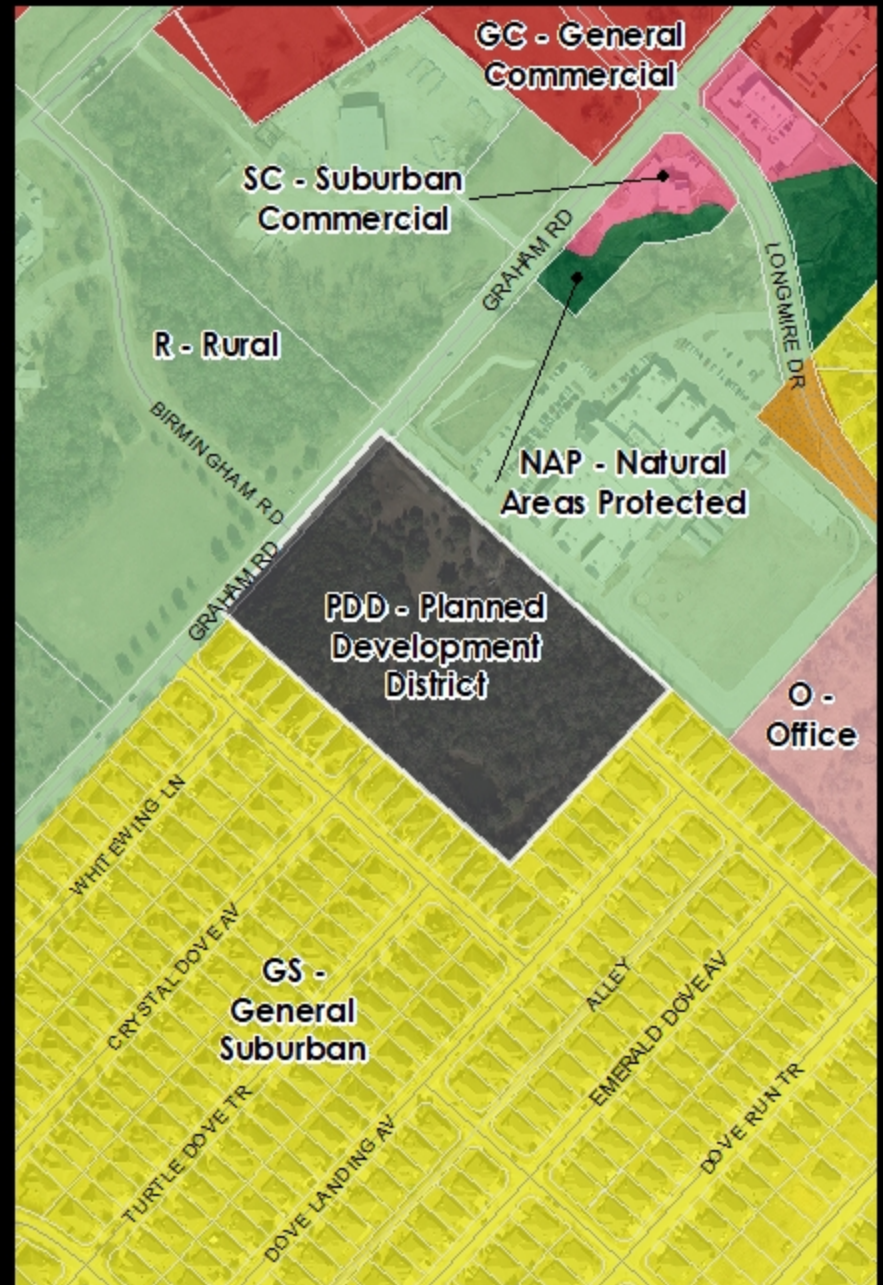 GC - General
Commercial
SC - Suburban
Commercial
GRAHAM RD
LONGMIRE DR
R - Rural
BIRMINGHAM RD
NAP - Natural
Areas Protected
GRAHAM RD
PDD - Planned
Development
District
O -
Office
WHITEWING LN
CRYSTAL DOVE AV
GS -
General
Suburban
ALLEY
EMERALD DOVE AV
TURTLE DOVE TR
DOVE LANDING AV
DOVE RUN TR